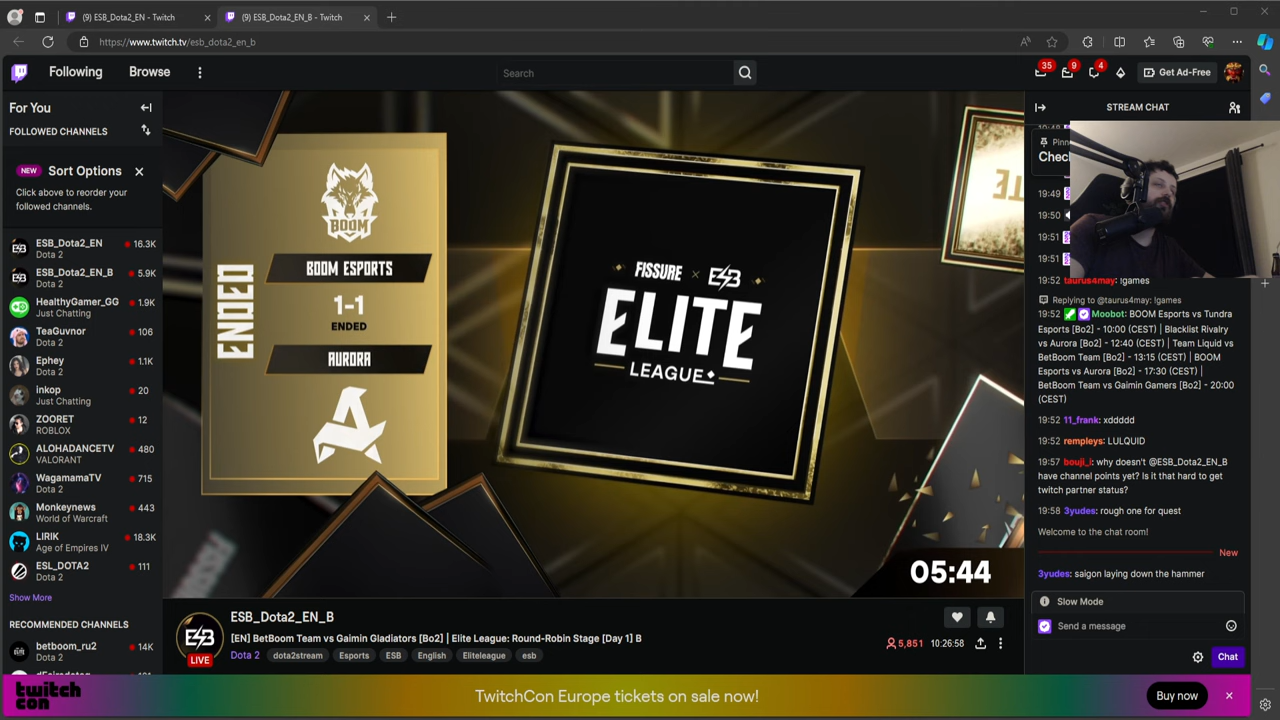 (9) ESB_Dota2_EN - Twitch
(9) ESB_Dota2_EN_B - Twitch
https://www.twitch.tv/esb_dota2_en_b
Following
Browse
Search
35
9
4
Get Ad-Free
For You
FOLLOWED CHANNELS
NEW Sort Options
Click above to reorder your
followed channels.
ESB_Dota2_EN 16.3K
Dota 2
ESB_Dota2_EN_B 5.9K
Dota 2
HealthyGamer_GG 1.9K
Just Chatting
TeaGuvnor 106
Dota 2
Ephey 1.1K
Dota 2
inkop 20
Just Chatting
ZOORET 12
ROBLOX
ALOHADANCETV 480
VALORANT
WagamamaTV 715
Dota 2
Monkeynews 443
World of Warcraft
LIRIK 18.3K
Age of Empires IV
ESL_DOTA2 111
Dota 2
Show More
RECOMMENDED CHANNELS
betboom_ru2 14K
Dota 2
ENDED
BOOM
BOOM ESPORTS
1-1
ENDED
AURORA
FISSURE × ESB
ELITE
LEAGUE
05:44
ESB_Dota2_EN_B
[EN] BetBoom Team vs Gaimin Gladiators [Bo2] | Elite League: Round-Robin Stage [Day 1] B
Dota 2 dota2stream Esports ESB English Eliteleague esb
ESB
LIVE
5,851 10:26:58
STREAM CHAT
19:49
19:50
19:51
19:51
19:52 taurus4may: !games
Replying to @taurus4may: !games
19:52 Moobot: BOOM Esports vs Tundra
Esports [Bo2] - 10:00 (CEST) | Blacklist Rivalry
vs Aurora [Bo2] - 12:40 (CEST) | Team Liquid
vs BetBoom Team [Bo2] - 13:15 (CEST) | BOOM
Esports vs Aurora [Bo2] - 17:30 (CEST) |
BetBoom Team vs Gaimin Gamers [Bo2] - 20:00
(CEST)
19:52 11_frank: xddddd
19:52 rempleys: LULQUID
19:57 bouji_i: why doesn't @ESB_Dota2_EN_B
have channel points yet? Is it that hard to get
twitch partner status?
19:58 3yudes: rough one for quest
Welcome to the chat room!
New
3yudes: saigon laying down the hammer
Slow Mode
Send a message
Chat
twitch
con
TwitchCon Europe tickets on sale now!
Buy now